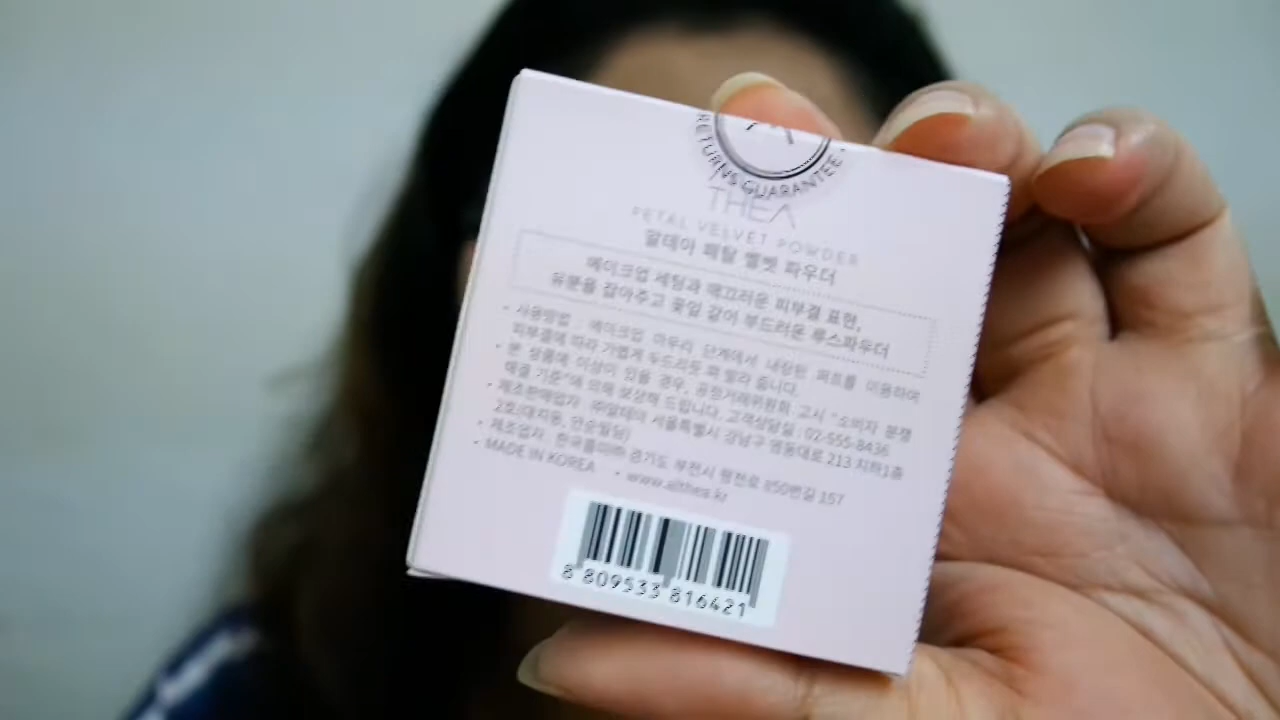 RETURNS GUARANTEE
THEA
PETAL VELVET POWDER
알테아 페탈 벨벳 파우더
메이크업 세팅과 매끄러운 피부결 표현,
유분을 잡아주고 꽃잎 같이 부드러운 루스파우더
• 사용방법 : 메이크업 마무리 단계에서 내장된 퍼프를 이용하여
피부결에 따라 가볍게 두드리듯 펴 발라 줍니다.
• 본 상품에 이상이 있을 경우, 공정거래위원회 고시 "소비자 분쟁
해결 기준"에 의해 보상해 드립니다. 고객상담실 : 02-555-8436
• 제조판매업자 : ㈜알테아 서울특별시 강남구 영동대로 213 지하1층
2호(대치동,
• 제조업자 : 한국콜마㈜ 경기도 부천시 평천로 850번길 157
• MADE IN KOREA • www.althea.kr
8 809533 816421